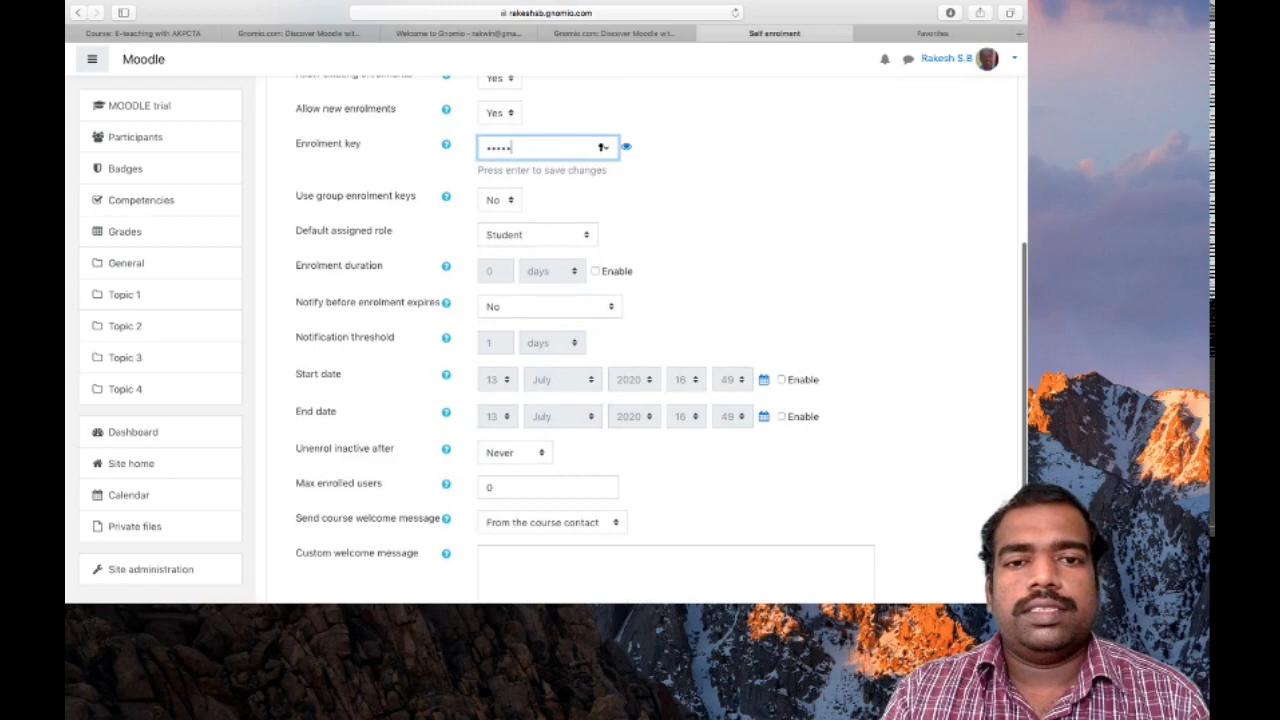 rakeshsb.gnomio.com
Course: E-teaching with AKPCTA
Gnomio.com: Discover Moodle wit...
Welcome to Gnomio - rakwin@gma...
Gnomio.com: Discover Moodle wit...
Self enrolment
Favorites
Moodle
Rakesh S.B
MOODLE trial
Participants
Badges
Competencies
Grades
General
Topic 1
Topic 2
Topic 3
Topic 4
Dashboard
Site home
Calendar
Private files
Site administration
Allow existing enrolments Yes
Allow new enrolments Yes
Enrolment key •••••
Press enter to save changes
Use group enrolment keys No
Default assigned role Student
Enrolment duration 0 days Enable
Notify before enrolment expires No
Notification threshold 1 days
Start date 13 July 2020 16 49 Enable
End date 13 July 2020 16 49 Enable
Unenrol inactive after Never
Max enrolled users 0
Send course welcome message From the course contact
Custom welcome message